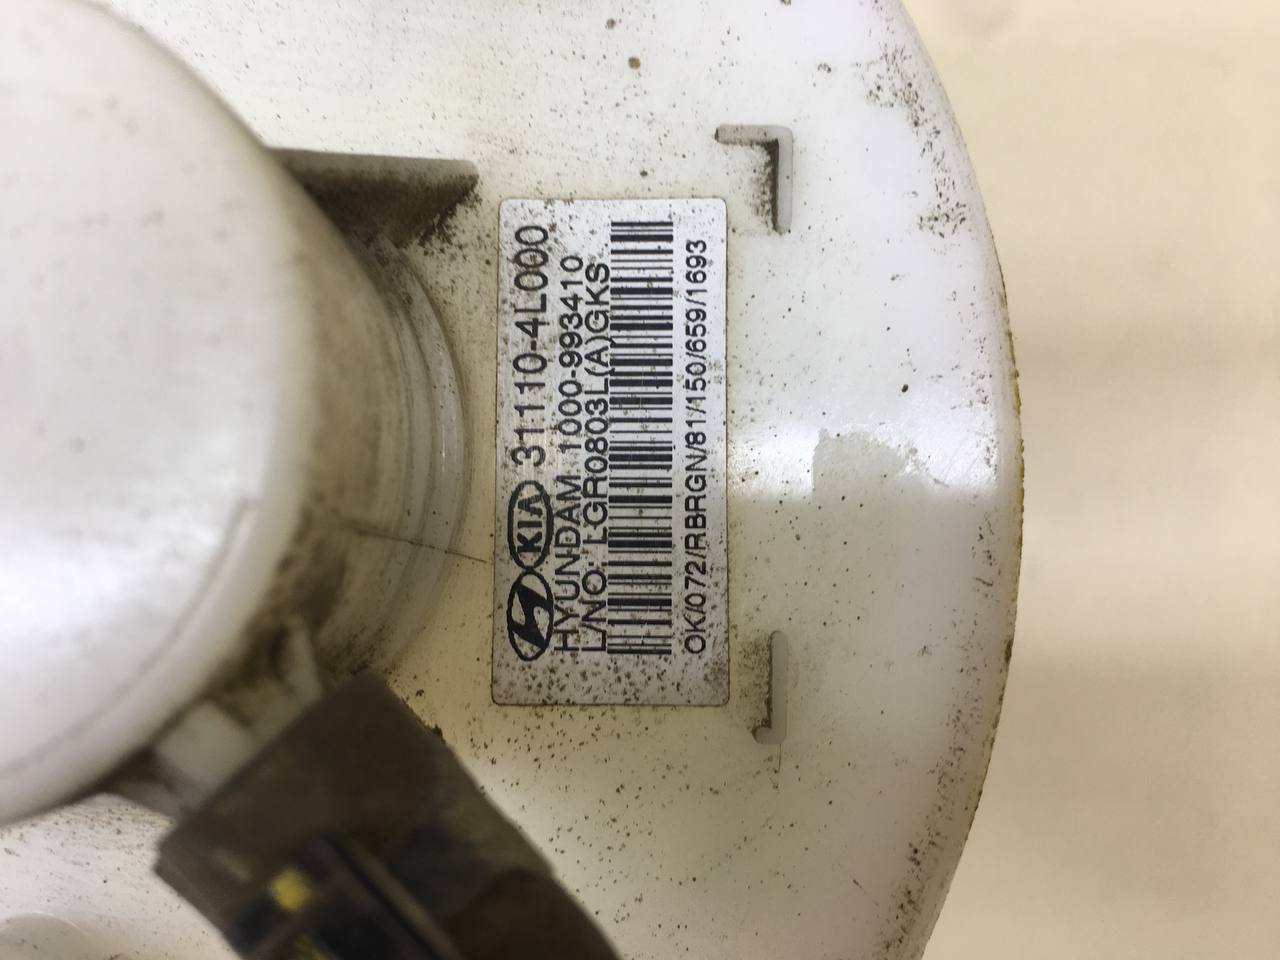 KIA 31110-4L000
HYUNDAM 1000-993410
L/NO: LGR0803L(A)GKS
OK/072/RBRGN/81/150/659/1693